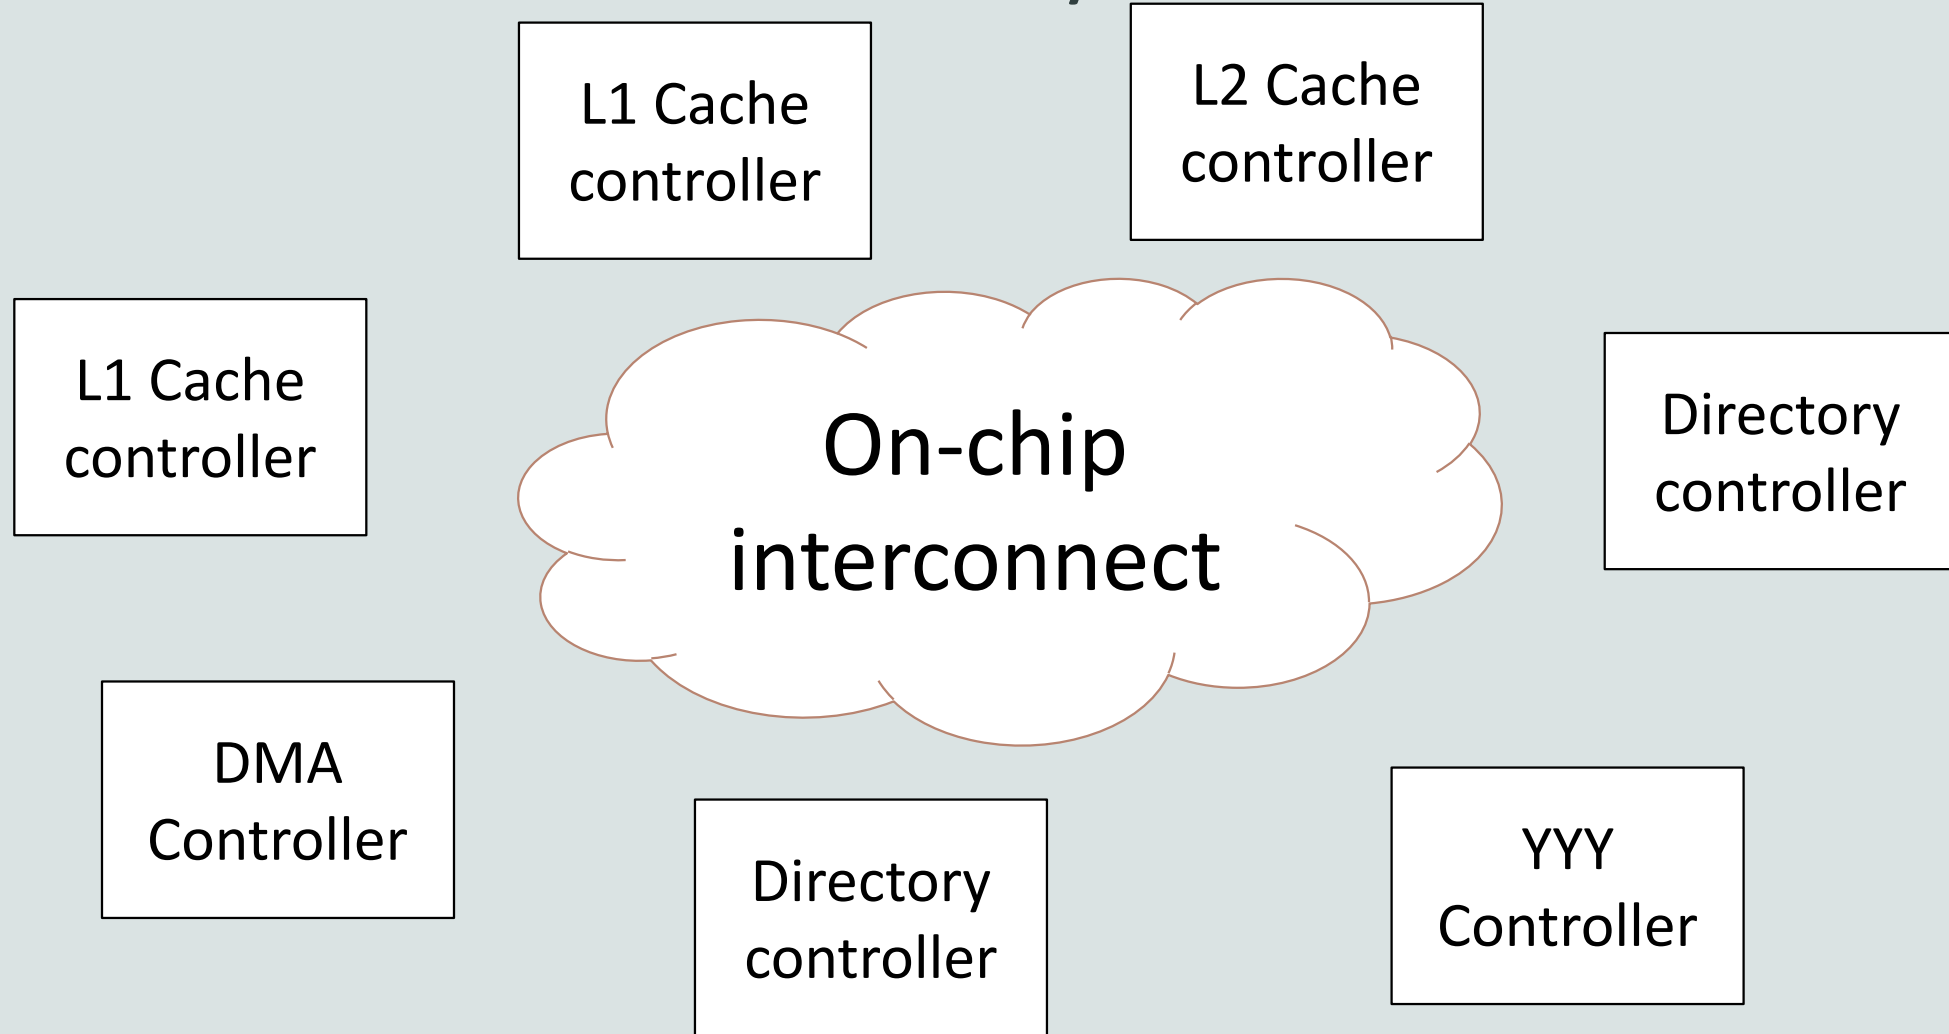 L1 Cache
controller
L2 Cache
controller
L1 Cache
controller
On-chip
interconnect
Directory
controller
DMA
Controller
Directory
controller
YYY
Controller